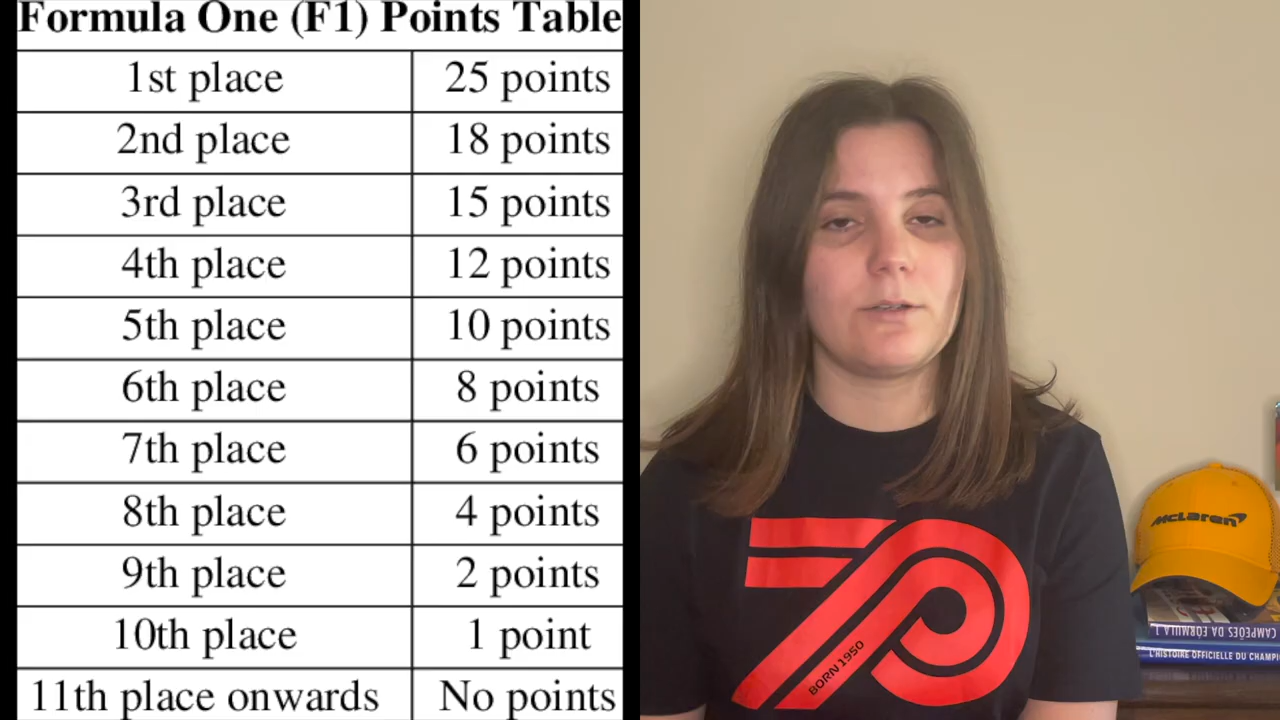 Formula One (F1) Points Table
1st place 25 points
2nd place 18 points
3rd place 15 points
4th place 12 points
5th place 10 points
6th place 8 points
7th place 6 points
8th place 4 points
9th place 2 points
10th place 1 point
11th place onwards No points
70
BORN 1950
McLaren
CAMPEÕES DA FÓRMULA 1
L'HISTOIRE OFFICIELLE DU CHAMPI